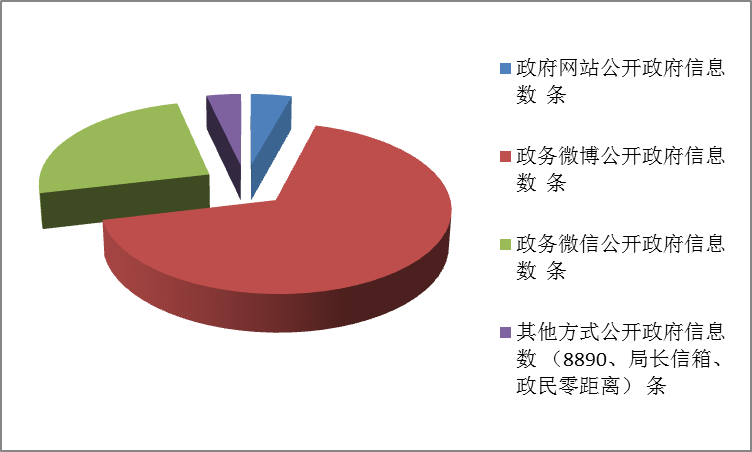 政府网站公开政府信息
数 条
政务微博公开政府信息
数 条
政务微信公开政府信息
数 条
其他方式公开政府信息
数 （8890、局长信箱、
政民零距离） 条